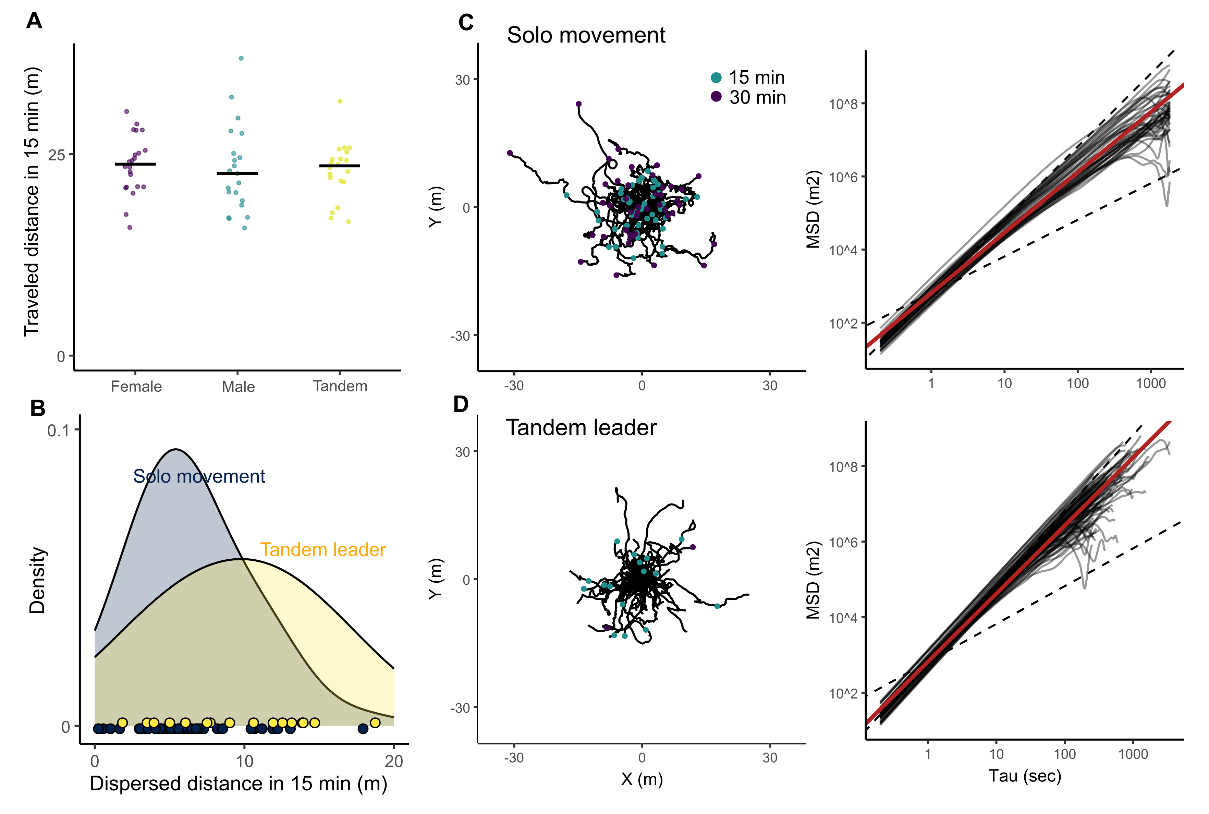 A
Traveled distance in 15 min (m)
25
0
Female
Male
Tandem
B
0.1
0
Density
Solo movement
Tandem leader
0
10
20
Dispersed distance in 15 min (m)
C
Solo movement
15 min
30 min
30
0
-30
Y (m)
-30
0
30
MSD (m2)
10^8
10^6
10^4
10^2
1
10
100
1000
D
Tandem leader
30
0
-30
Y (m)
-30
0
30
X (m)
MSD (m2)
10^8
10^6
10^4
10^2
1
10
100
1000
Tau (sec)